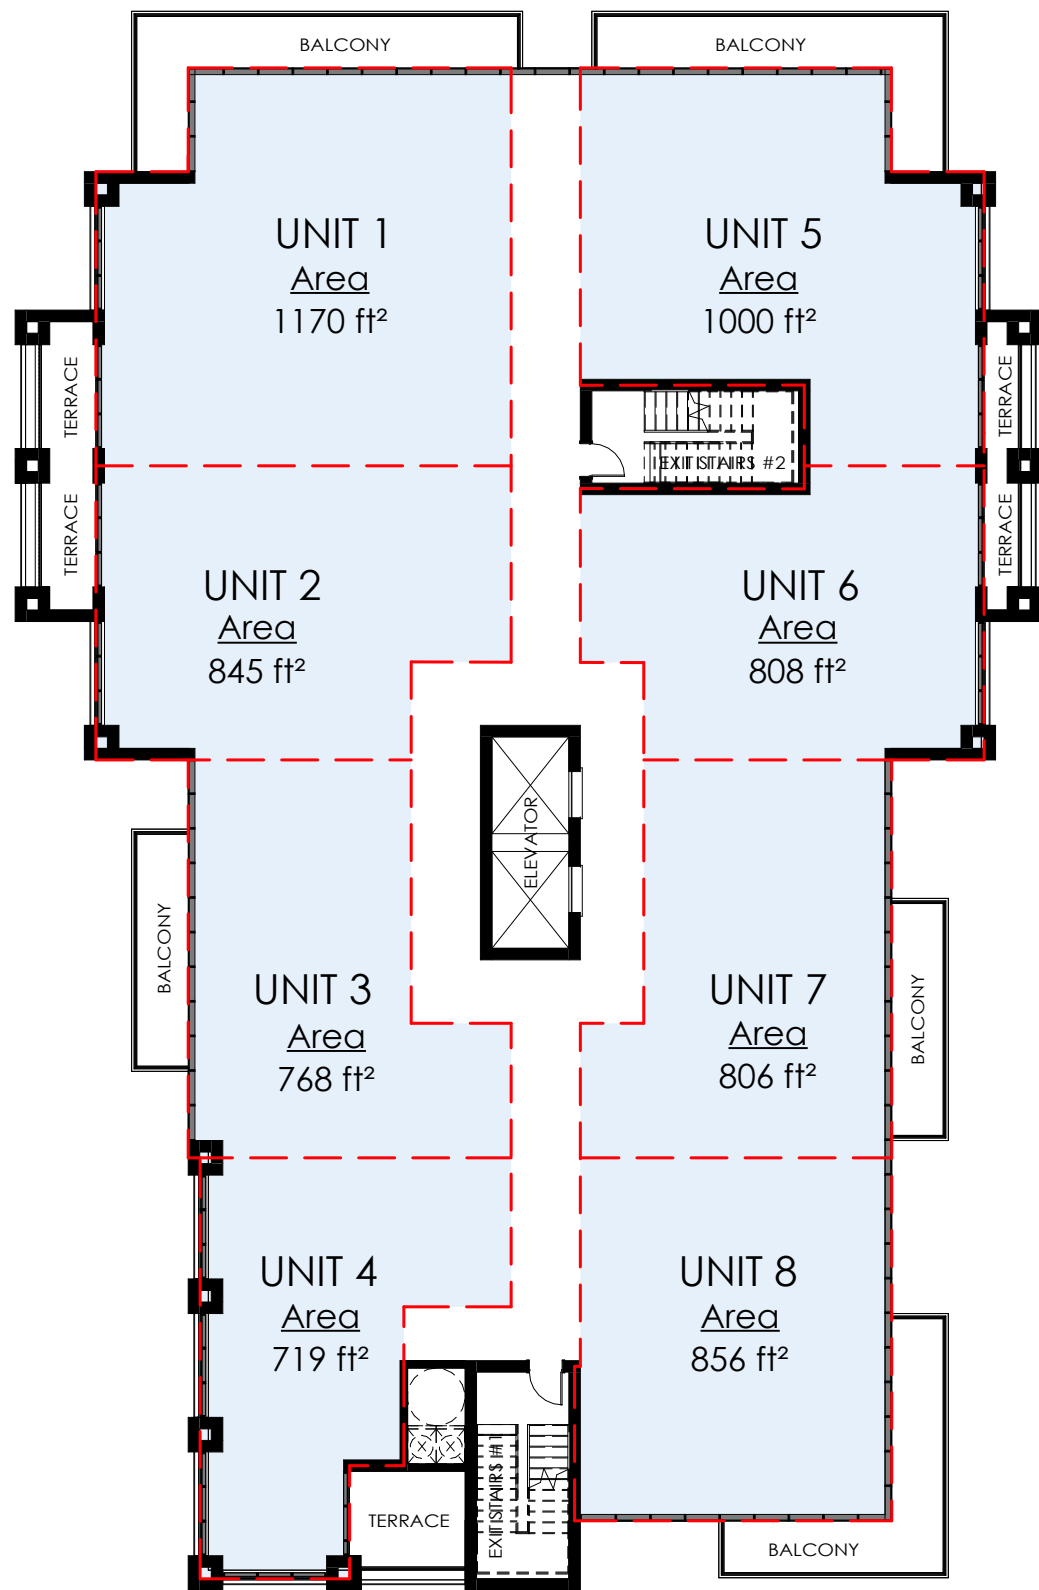 BALCONY
BALCONY
UNIT 1
Area
1170 ft²
UNIT 5
Area
1000 ft²
TERRACE
TERRACE
EXIT STAIRS #2
TERRACE
TERRACE
UNIT 2
Area
845 ft²
UNIT 6
Area
808 ft²
ELEVATOR
BALCONY
UNIT 3
Area
768 ft²
UNIT 7
Area
806 ft²
BALCONY
UNIT 4
Area
719 ft²
UNIT 8
Area
856 ft²
EXIT STAIRS #1
TERRACE
BALCONY